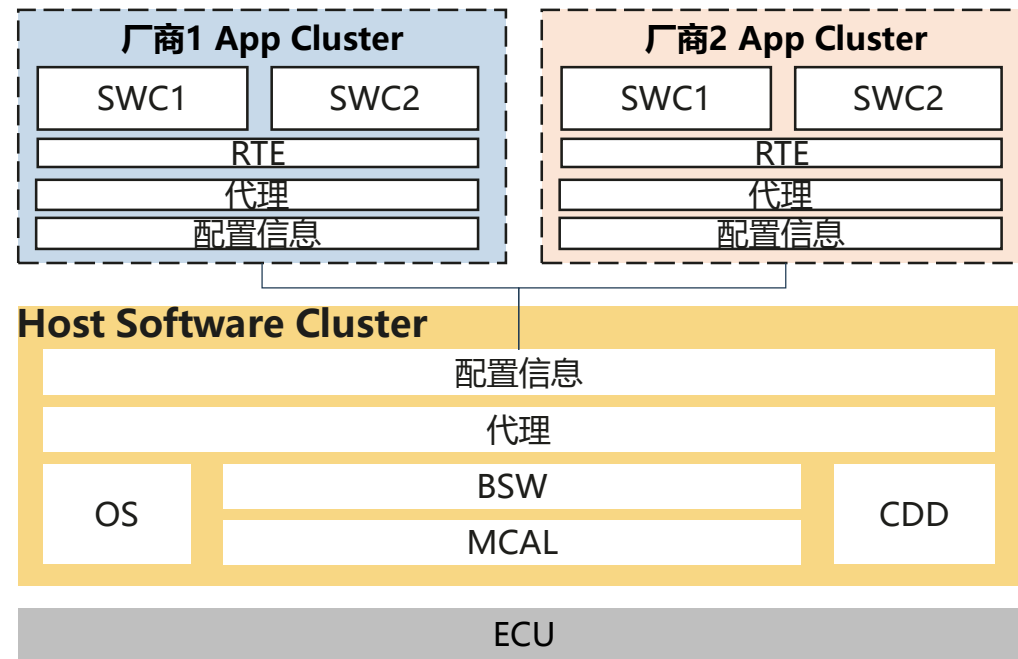 厂商1 App Cluster
SWC1
SWC2
RTE
代理
配置信息
厂商2 App Cluster
SWC1
SWC2
RTE
代理
配置信息
Host Software Cluster
配置信息
代理
OS
BSW
MCAL
CDD
ECU